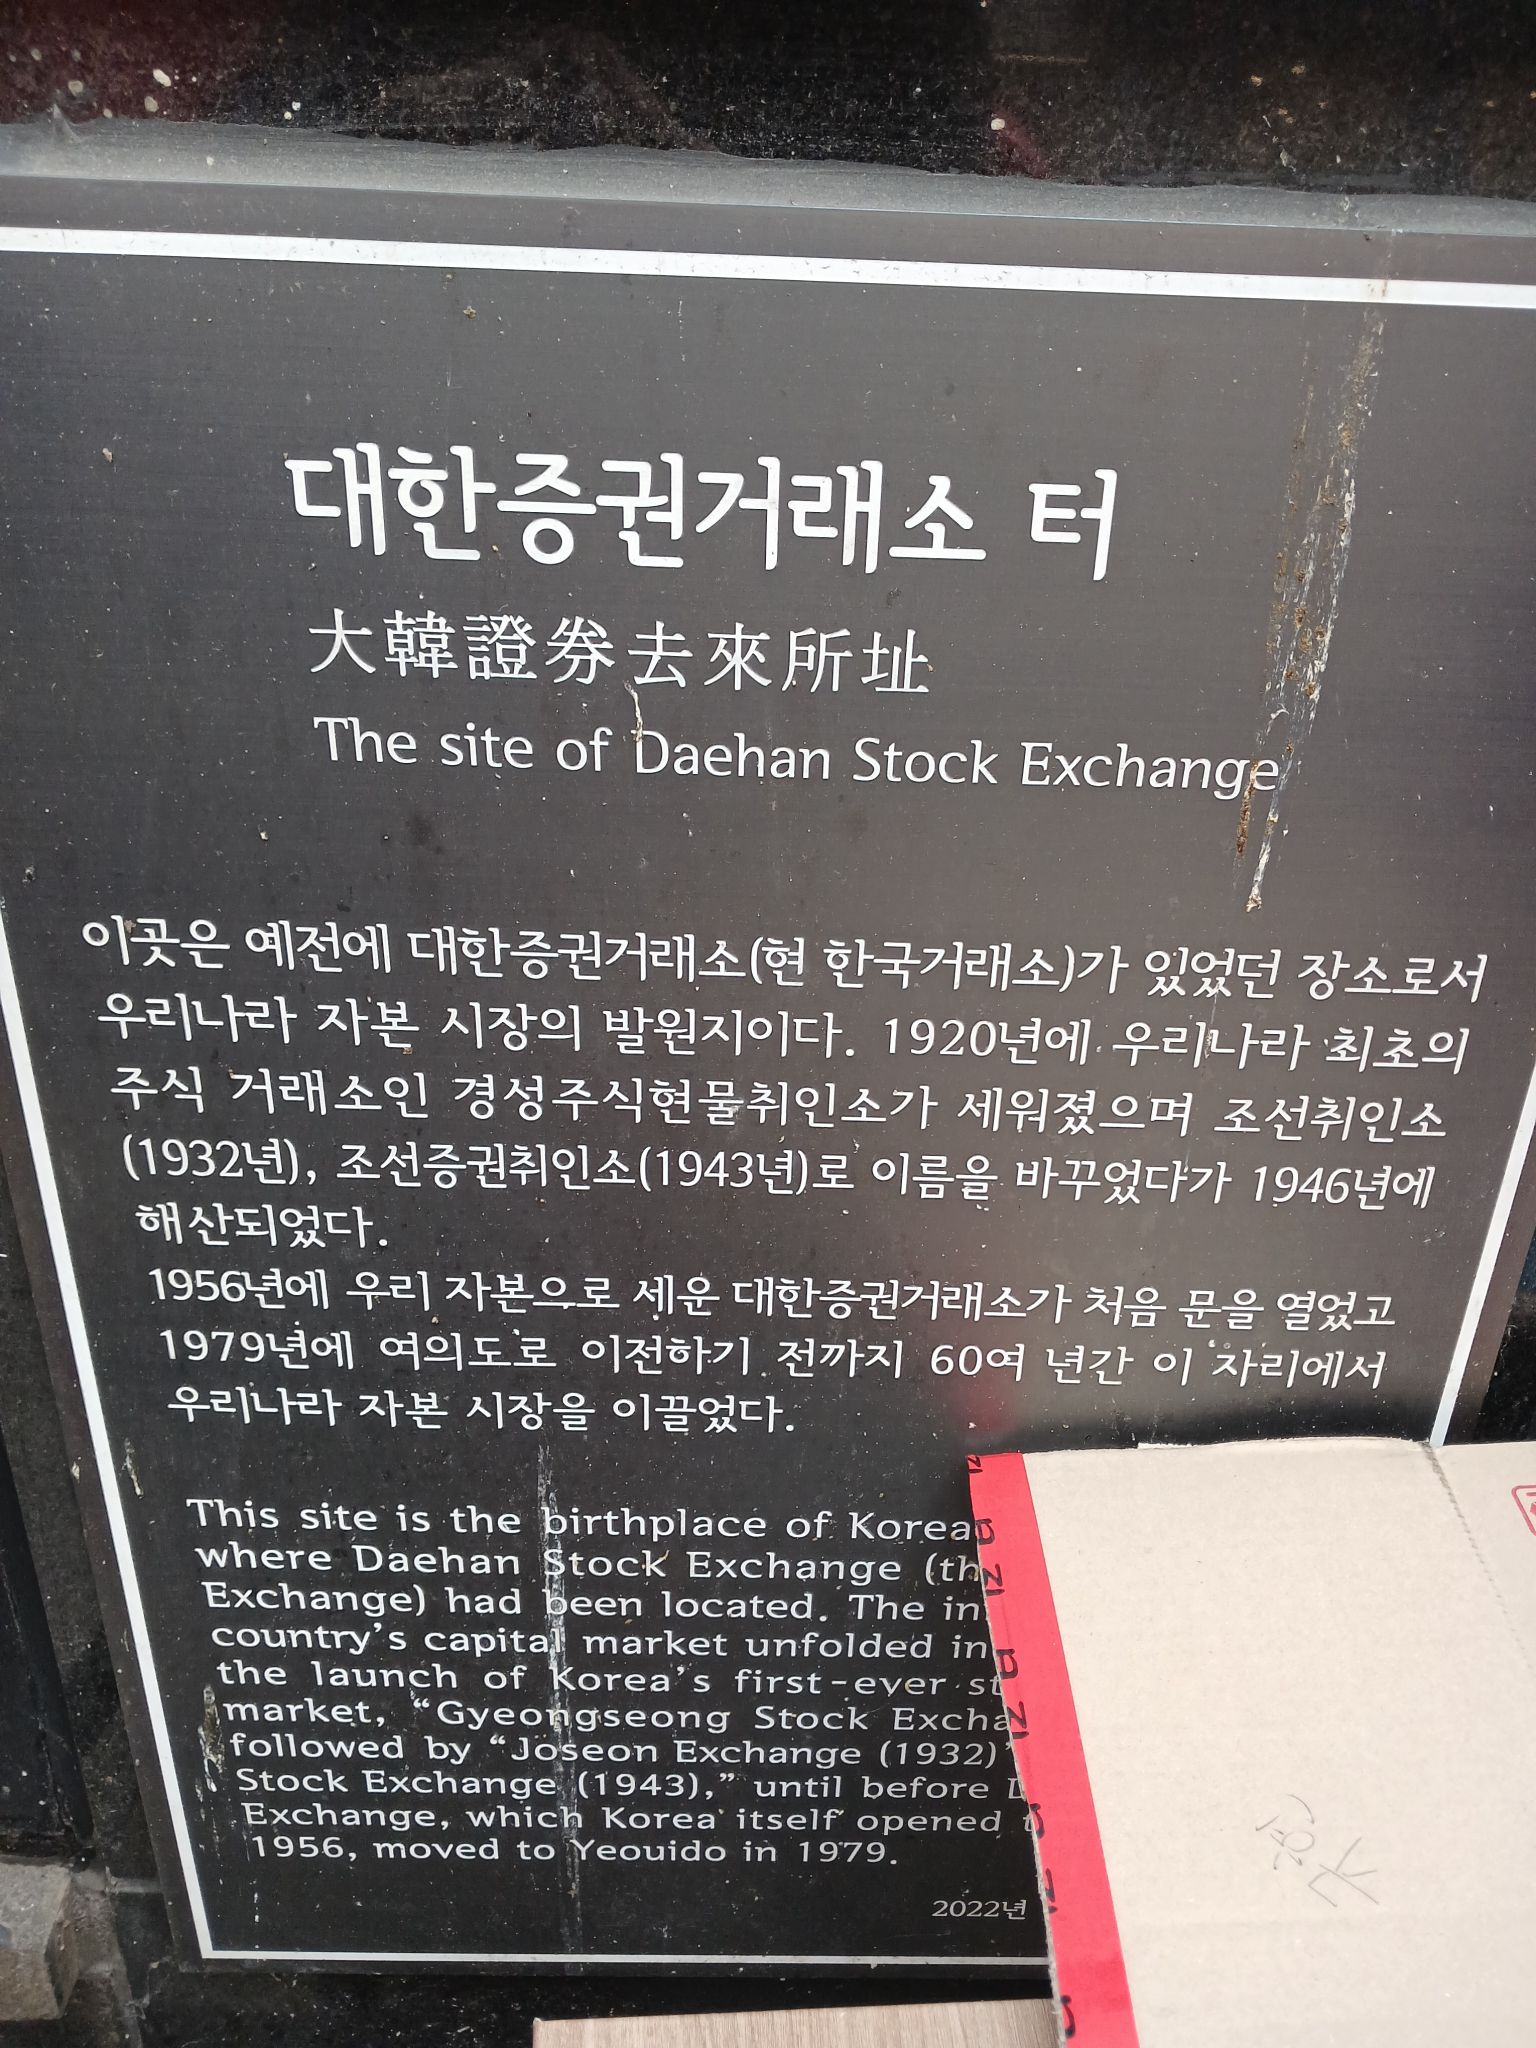 대한증권거래소 터
大韓證券去來所址
The site of Daehan Stock Exchange
이곳은 예전에 대한증권거래소(현 한국거래소)가 있었던 장소로서
우리나라 자본 시장의 발원지이다. 1920년에 우리나라 최초의
주식 거래소인 경성주식현물취인소가 세워졌으며 조선취인소
(1932년), 조선증권취인소(1943년)로 이름을 바꾸었다가 1946년에
해산되었다.
1956년에 우리 자본으로 세운 대한증권거래소가 처음 문을 열었고
1979년에 여의도로 이전하기 전까지 60여 년간 이 자리에서
우리나라 자본 시장을 이끌었다.
This site is the birthplace of Korea
where Daehan Stock Exchange (th
Exchange) had been located. The in
country's capital market unfolded in
the launch of Korea's first-ever st
market, “Gyeongseong Stock Excha
followed by “Joseon Exchange (1932)”
Stock Exchange (1943),” until before
Exchange, which Korea itself opened
1956, moved to Yeouido in 1979.
2022년